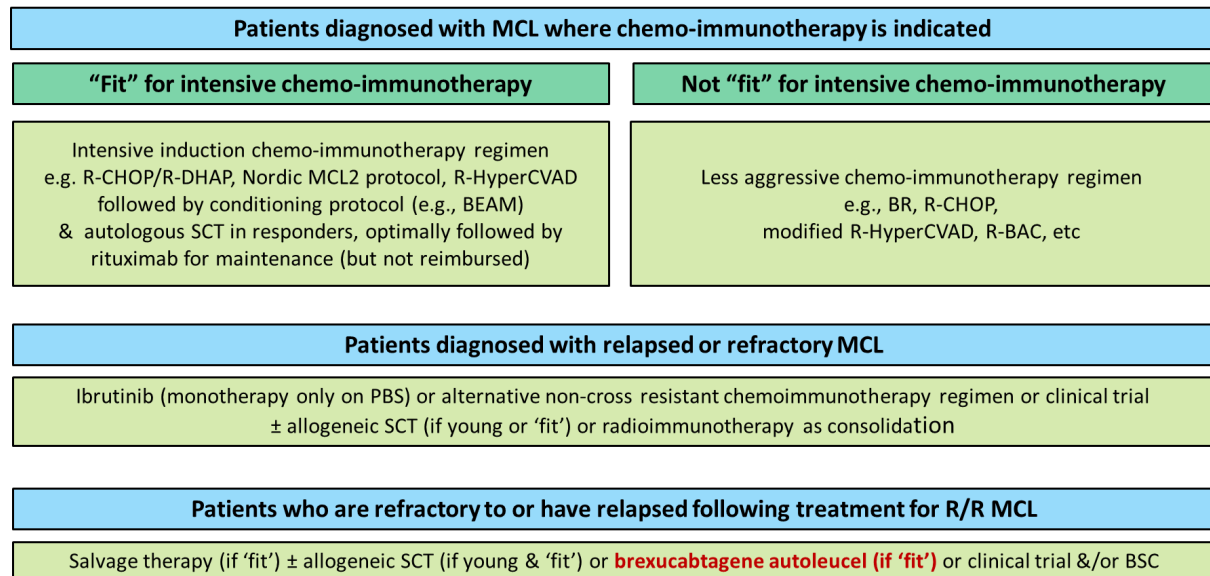 Patients diagnosed with MCL where chemo-immunotherapy is indicated
“Fit” for intensive chemo-immunotherapy
Not “fit” for intensive chemo-immunotherapy
Intensive induction chemo-immunotherapy regimen
e.g. R-CHOP/R-DHAP, Nordic MCL2 protocol, R-HyperCVAD
followed by conditioning protocol (e.g., BEAM)
& autologous SCT in responders, optimally followed by
rituximab for maintenance (but not reimbursed)
Less aggressive chemo-immunotherapy regimen
e.g., BR, R-CHOP,
modified R-HyperCVAD, R-BAC, etc
Patients diagnosed with relapsed or refractory MCL
Ibrutinib (monotherapy only on PBS) or alternative non-cross resistant chemoimmunotherapy regimen or clinical trial
± allogeneic SCT (if young or ‘fit’) or radioimmunotherapy as consolidation
Patients who are refractory to or have relapsed following treatment for R/R MCL
Salvage therapy (if ‘fit’) ± allogeneic SCT (if young & ‘fit’) or brexucabtagene autoleucel (if ‘fit’) or clinical trial &/or BSC